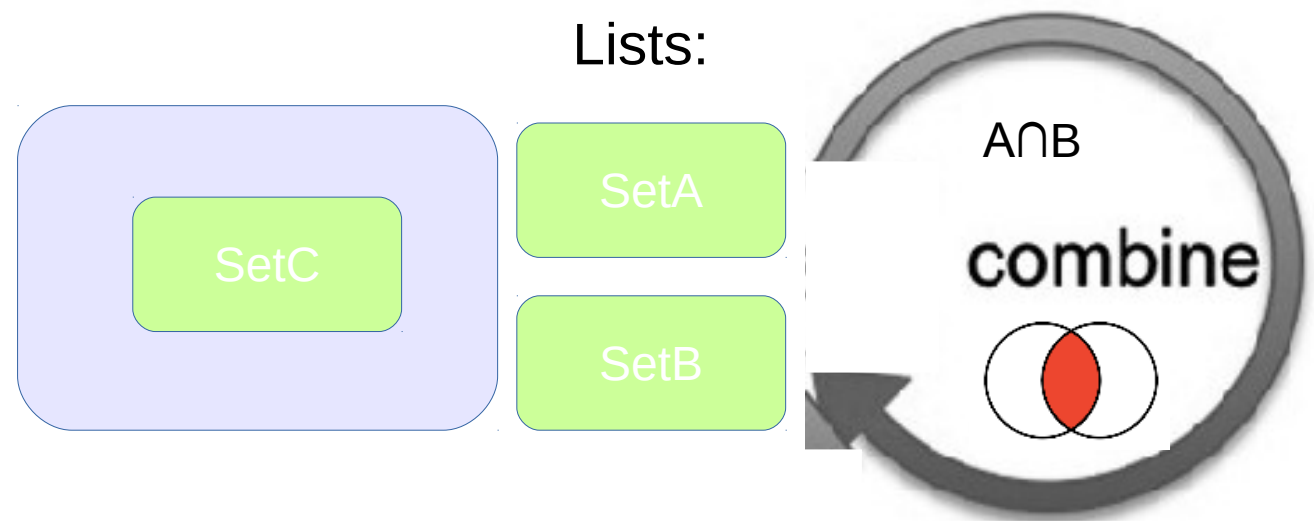 Lists:
SetC
SetA
SetB
A∩B
combine